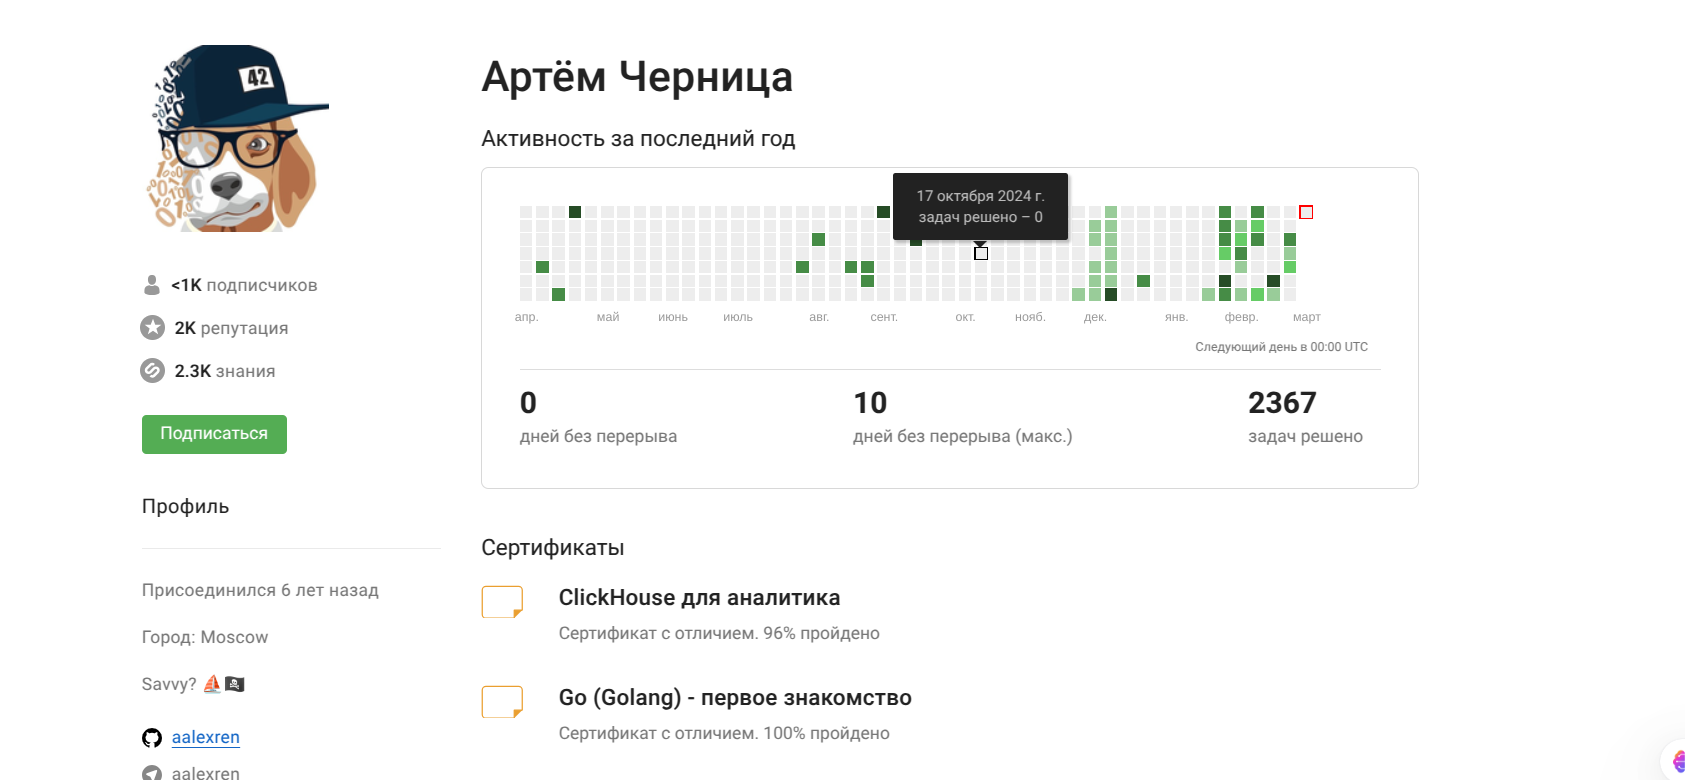 42
<1K подписчиков
2K репутация
2.3K знания
Подписаться
Профиль
Присоединился 6 лет назад
Город: Moscow
Savvy? ⛵🏴‍☠️
aalexren
aalexren
Артём Черница
Активность за последний год
17 октября 2024 г.
задач решено – 0
апр. май июнь июль авг. сент. окт. нояб. дек. янв. февр. март
Следующий день в 00:00 UTC
0 10 2367
дней без перерыва дней без перерыва (макс.) задач решено
Сертификаты
ClickHouse для аналитика
Сертификат с отличием. 96% пройдено
Go (Golang) - первое знакомство
Сертификат с отличием. 100% пройдено